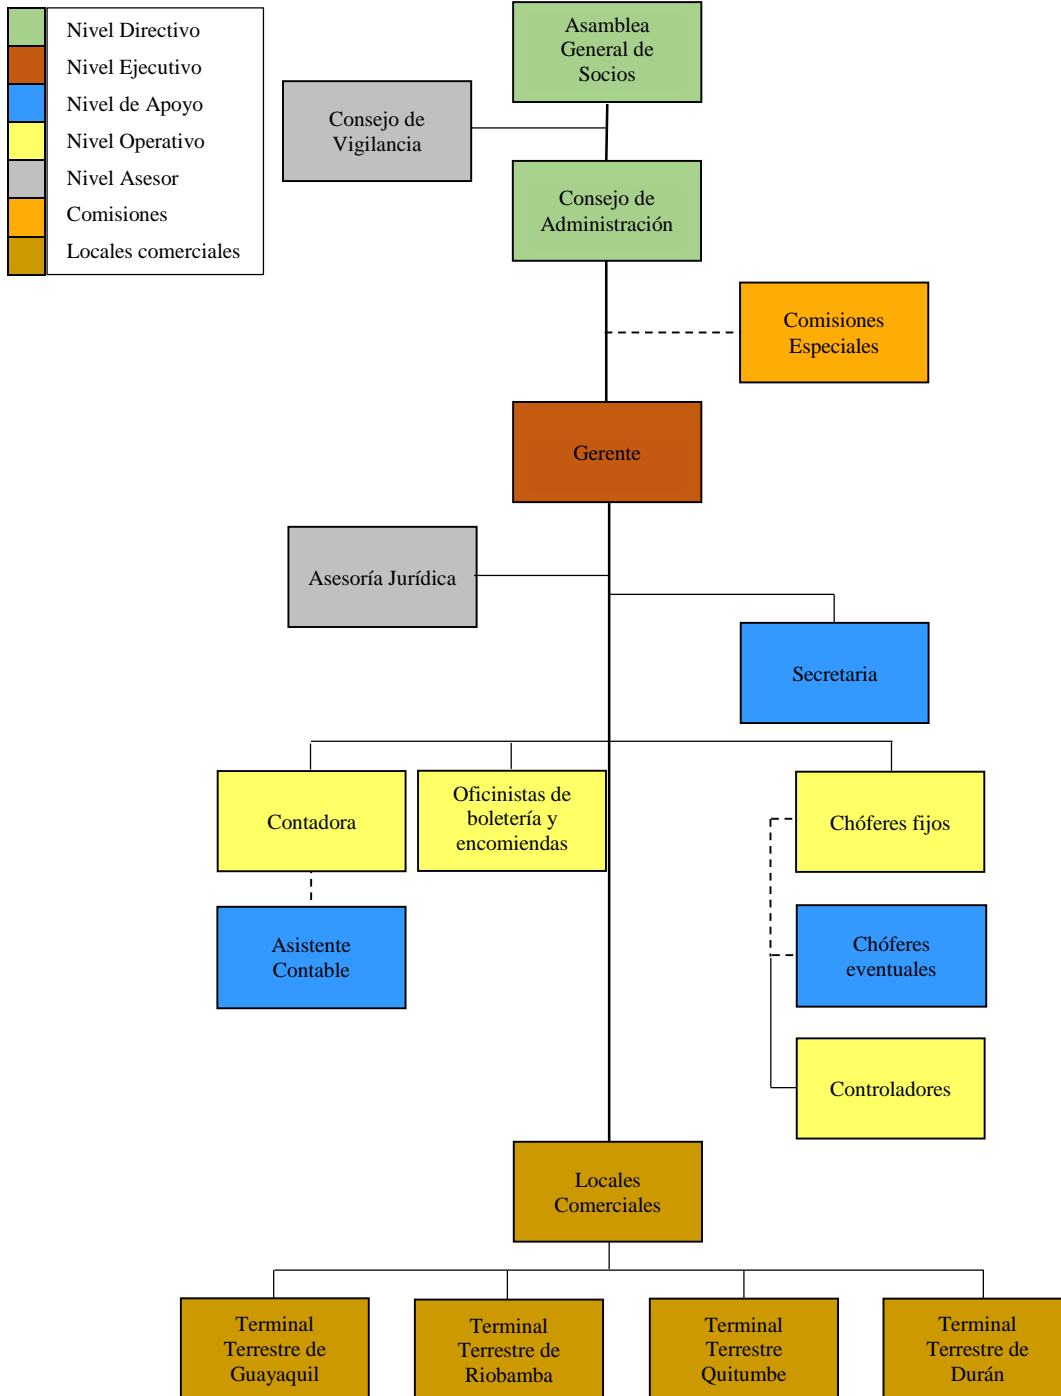 Nivel Directivo
Nivel Ejecutivo
Nivel de Apoyo
Nivel Operativo
Nivel Asesor
Comisiones
Locales comerciales
Asamblea
General de
Socios
Consejo de
Vigilancia
Consejo de
Administración
Comisiones
Especiales
Gerente
Asesoría Jurídica
Secretaria
Contadora
Oficinistas de
boletería y
encomiendas
Chóferes fijos
Asistente
Contable
Chóferes
eventuales
Controladores
Locales
Comerciales
Terminal
Terrestre de
Guayaquil
Terminal
Terrestre de
Riobamba
Terminal
Terrestre
Quitumbe
Terminal
Terrestre de
Durán